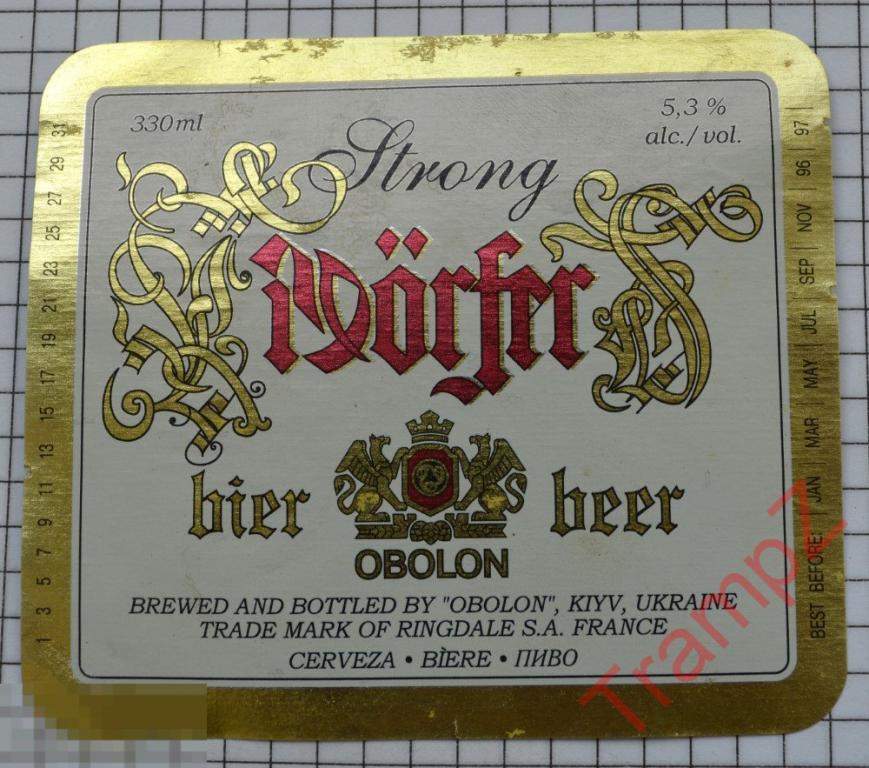 330ml
5,3 %
alc./ vol.
Strong
Dörfer
bier
beer
OBOLON
BREWED AND BOTTLED BY "OBOLON", KIYV, UKRAINE
TRADE MARK OF RINGDALE S.A. FRANCE
CERVEZA • BÌERE • ПИВО
1 3 5 7 9 11 13 15 17 19 21 23 25 27 29 31
BEST BEFORE: JAN | MAR | MAY | JUL | SEP | NOV | 96 | 97 |
TrampZ